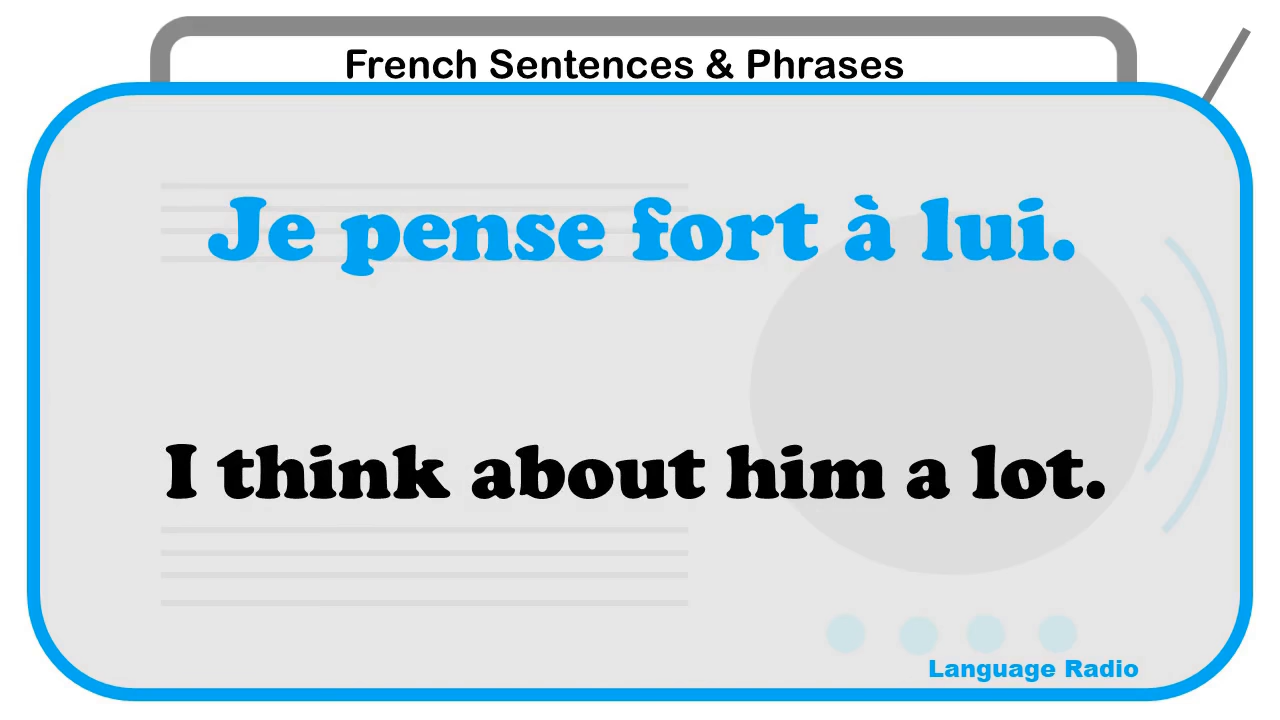 French Sentences & Phrases
Je pense fort à lui.
I think about him a lot.
Language Radio